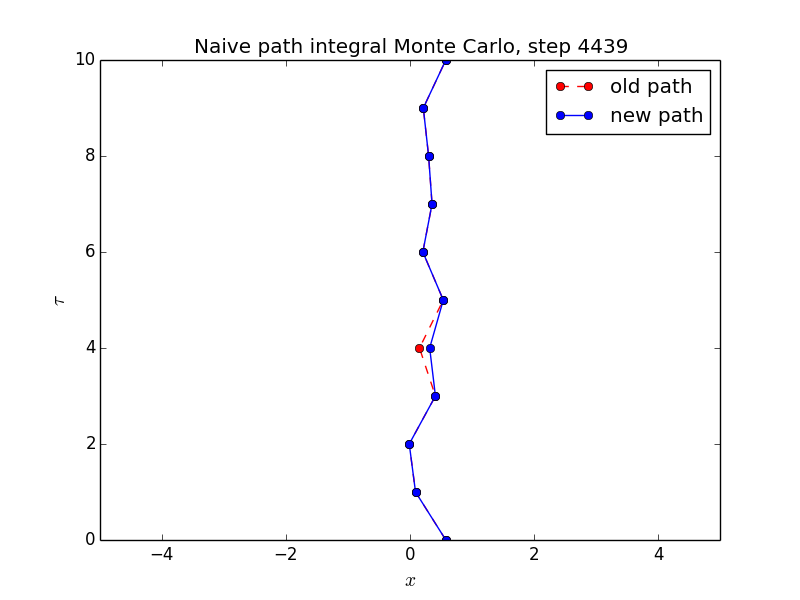 Naive path integral Monte Carlo, step 4439
10
8
6
4
2
0
τ
old path
new path
−4
−2
0
2
4
x